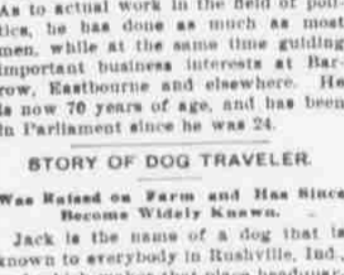 As to actual work in the field of poli-
tics, he has done as much as most
men, while at the same time guiding
important business interests at Bar-
row, Eastbourne and elsewhere. He
is now 70 years of age, and has been
in Parliament since he was 24.
STORY OF DOG TRAVELER.
Was Raised on Farm and Has Since
Become Widely Known.
Jack is the name of a dog that is
known to everybody in Rushville, Ind.,